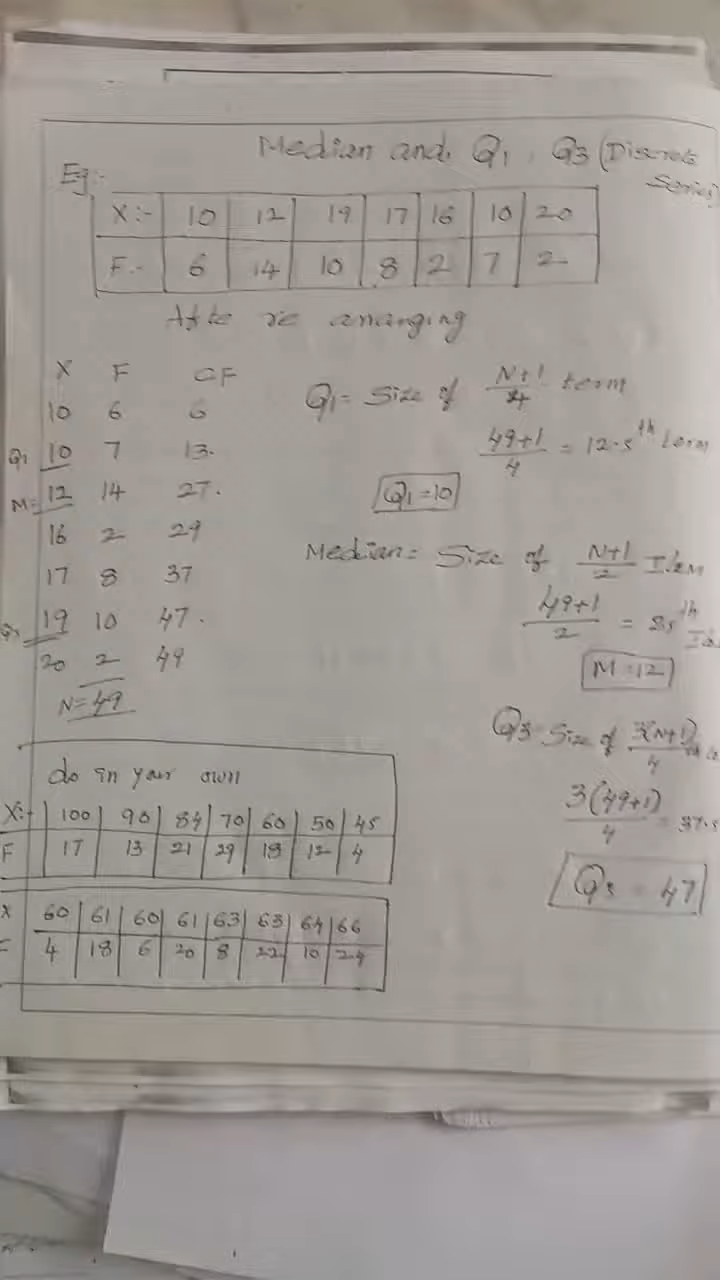 Median and Q1, Q3 (Discrete Series)
Eg:-
X:- 10 12 19 17 16 10 20
F:- 6 14 10 8 2 7 2
Afte re arranging
X F CF
10 6 6
Q1 10 7 13.
M= 12 14 27.
16 2 29
17 8 37
19 10 47.
20 2 49
N=49
Q1= Size of N+1/4 term
49+1/4 = 12.5th term
Q1=10
Median= Size of N+1/2 Item
49+1/2 = 25th
M=12
Q3= Size of 3(N+1)/4
3(49+1)/4 = 37.5
Q3 = 47
do in your own
X:- 100 90 84 70 60 50 45
F 17 13 21 29 18 12 4
X 60 61 60 61 63 63 64 66
4 18 6 20 8 22 10 24